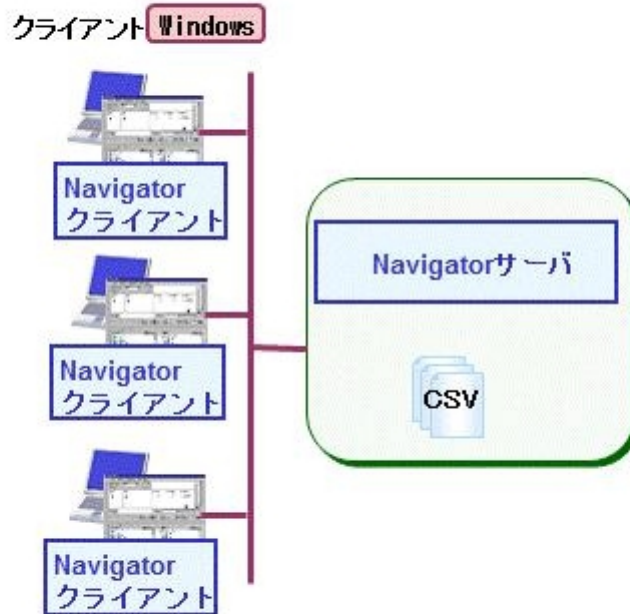 クライアント Windows
Navigator
クライアント
Navigatorサーバ
Navigator
クライアント
CSV
Navigator
クライアント